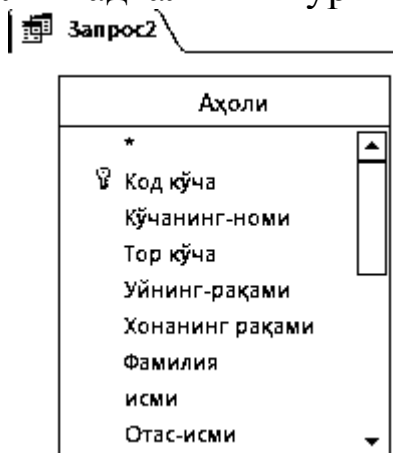 Запрос2
Аҳоли
*
Код кўча
Кўчанинг-номи
Тор кўча
Уйнинг-рақами
Хонанинг рақами
Фамилия
исми
Отас-исми